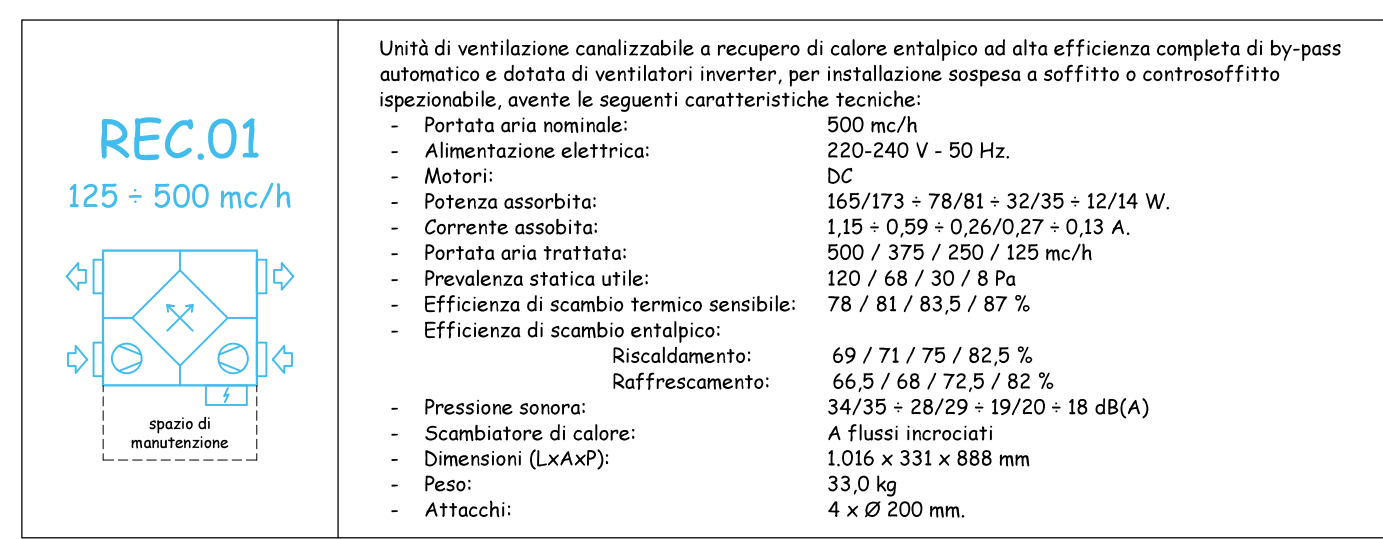 REC.01
125 ÷ 500 mc/h
spazio di
manutenzione
Unità di ventilazione canalizzabile a recupero di calore entalpico ad alta efficienza completa di by-pass
automatico e dotata di ventilatori inverter, per installazione sospesa a soffitto o controsoffitto
ispezionabile, avente le seguenti caratteristiche tecniche:
- Portata aria nominale: 500 mc/h
- Alimentazione elettrica: 220-240 V - 50 Hz.
- Motori: DC
- Potenza assorbita: 165/173 ÷ 78/81 ÷ 32/35 ÷ 12/14 W.
- Corrente assobita: 1,15 ÷ 0,59 ÷ 0,26/0,27 ÷ 0,13 A.
- Portata aria trattata: 500 / 375 / 250 / 125 mc/h
- Prevalenza statica utile: 120 / 68 / 30 / 8 Pa
- Efficienza di scambio termico sensibile: 78 / 81 / 83,5 / 87 %
- Efficienza di scambio entalpico:
Riscaldamento: 69 / 71 / 75 / 82,5 %
Raffrescamento: 66,5 / 68 / 72,5 / 82 %
- Pressione sonora: 34/35 ÷ 28/29 ÷ 19/20 ÷ 18 dB(A)
- Scambiatore di calore: A flussi incrociati
- Dimensioni (LxAxP): 1.016 x 331 x 888 mm
- Peso: 33,0 kg
- Attacchi: 4 x Ø 200 mm.